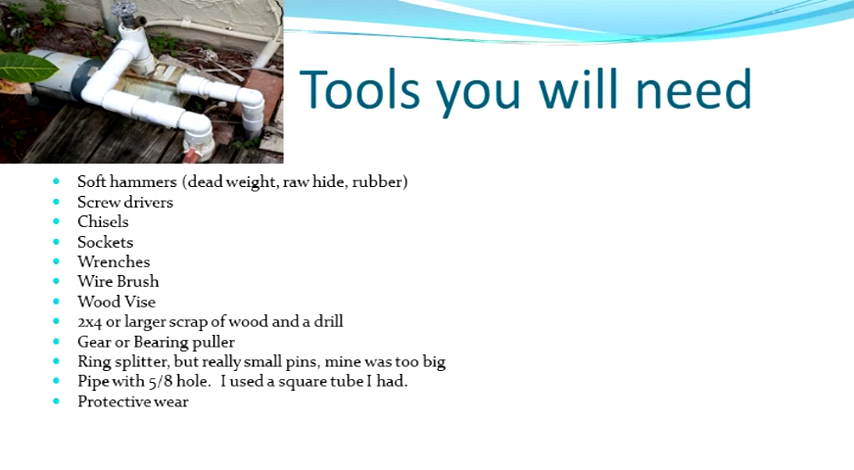 Tools you will need
Soft hammers (dead weight, raw hide, rubber)
Screw drivers
Chisels
Sockets
Wrenches
Wire Brush
Wood Vise
2x4 or larger scrap of wood and a drill
Gear or Bearing puller
Ring splitter, but really small pins, mine was too big
Pipe with 5/8 hole.  I used a square tube I had.
Protective wear